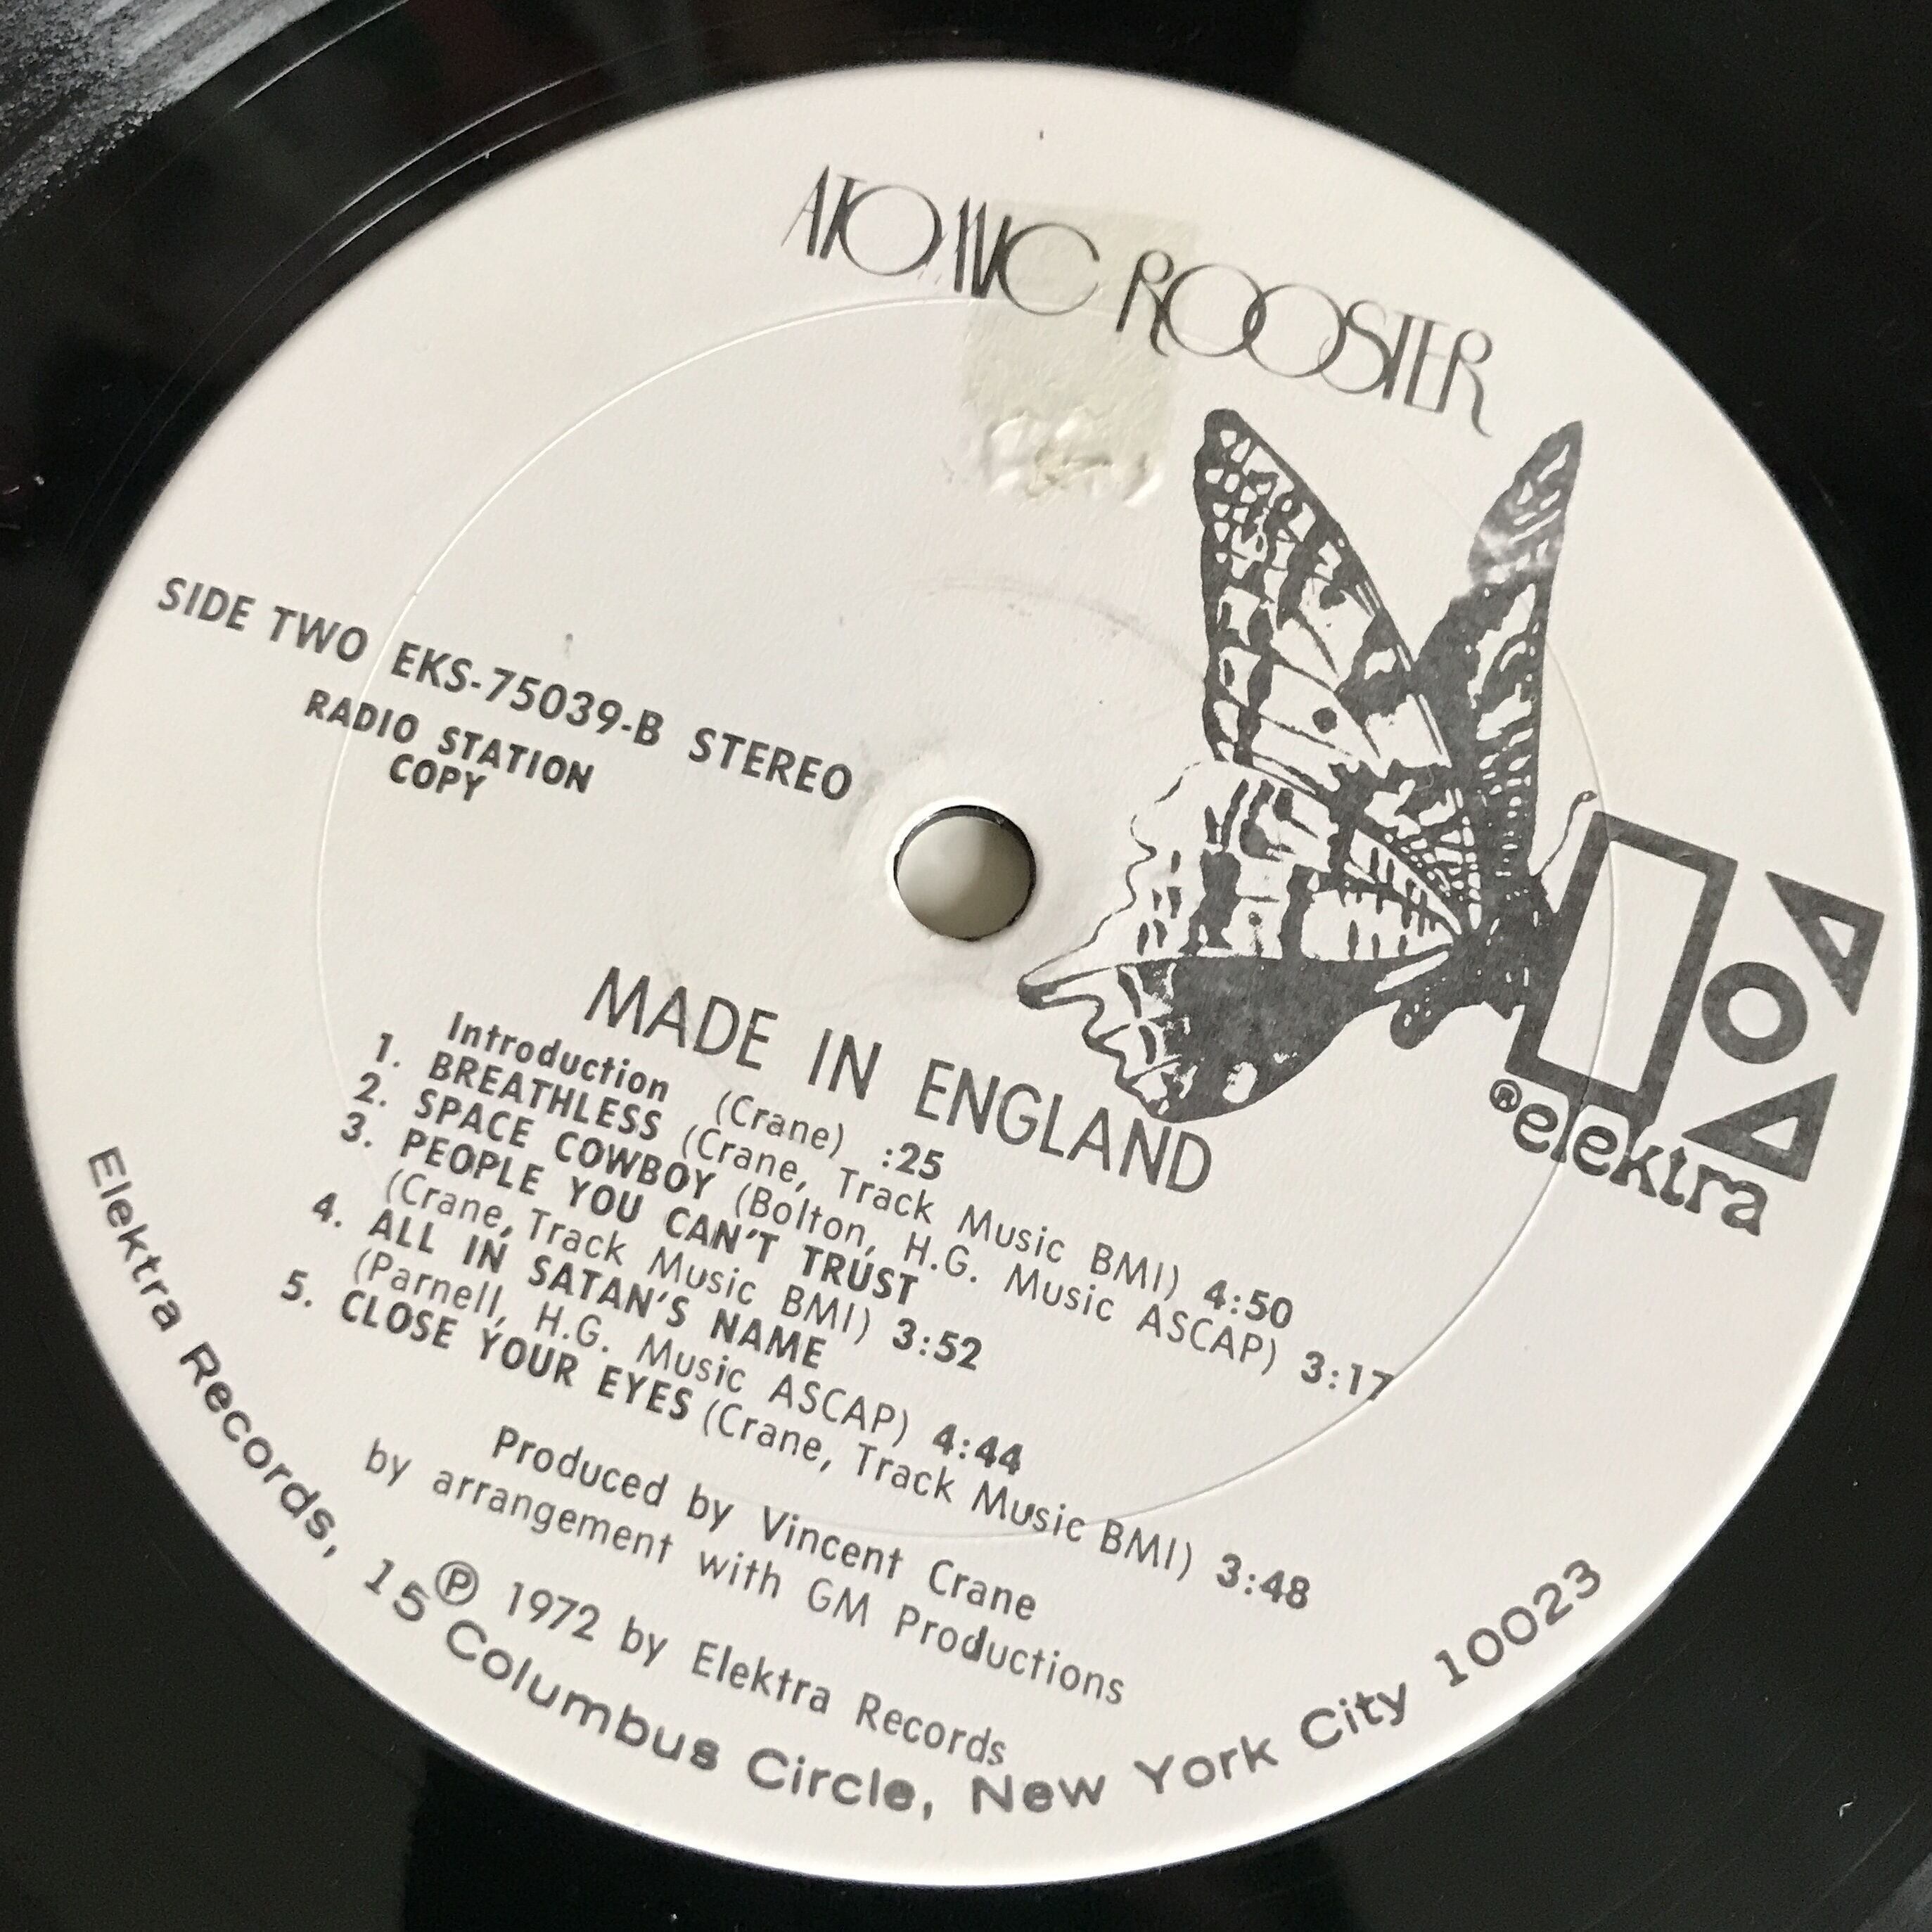 ATOMIC ROOSTER
SIDE TWO EKS-75039-B STEREO
RADIO STATION
COPY
® elektra
MADE IN ENGLAND
Introduction (Crane) :25
1. BREATHLESS (Crane, Track Music BMI) 4:50
2. SPACE COWBOY (Bolton, H.G. Music ASCAP) 3:17
3. PEOPLE YOU CAN'T TRUST
(Crane, Track Music BMI) 3:52
4. ALL IN SATAN'S NAME
(Parnell, H.G. Music ASCAP) 4:44
5. CLOSE YOUR EYES (Crane, Track Music BMI) 3:48
Produced by Vincent Crane
by arrangement with GM Productions
℗ 1972 by Elektra Records
Elektra Records, 15 Columbus Circle, New York City 10023